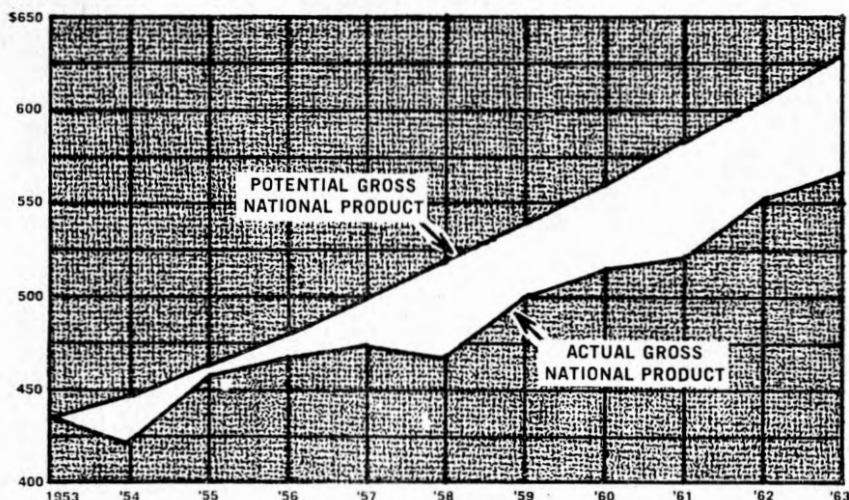 $650
600
550
500
450
400
POTENTIAL GROSS
NATIONAL PRODUCT
ACTUAL GROSS
NATIONAL PRODUCT
1953 '54 '55 '56 '57 '58 '59 '60 '61 '62 '63